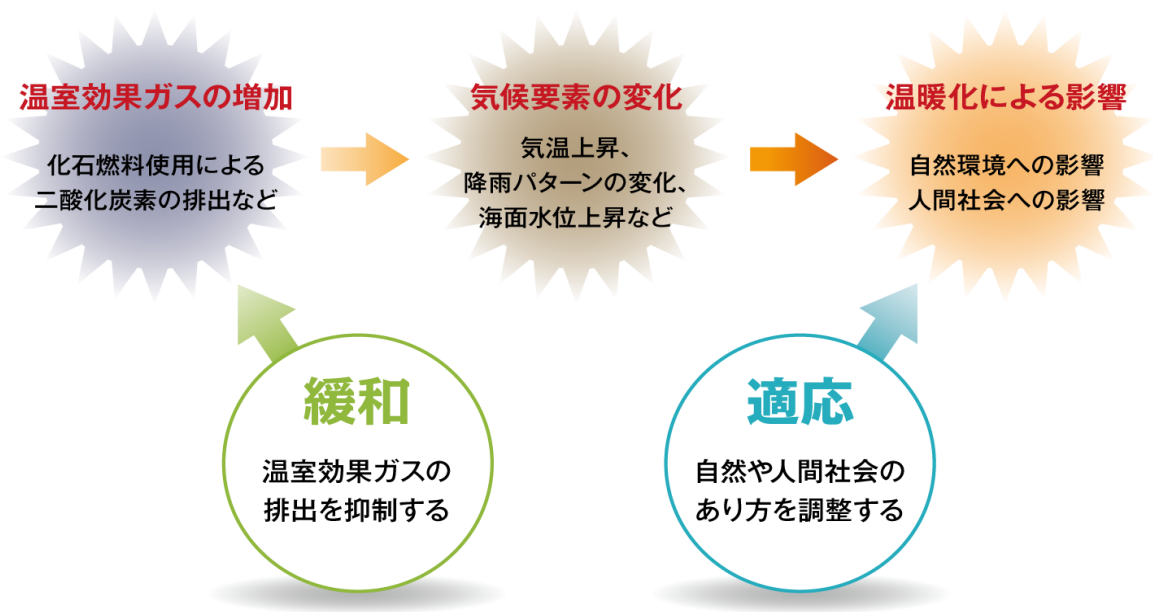 温室効果ガスの増加
化石燃料使用による
二酸化炭素の排出など
気候要素の変化
気温上昇、
降雨パターンの変化、
海面水位上昇など
温暖化による影響
自然環境への影響
人間社会への影響
緩和
温室効果ガスの
排出を抑制する
適応
自然や人間社会の
あり方を調整する